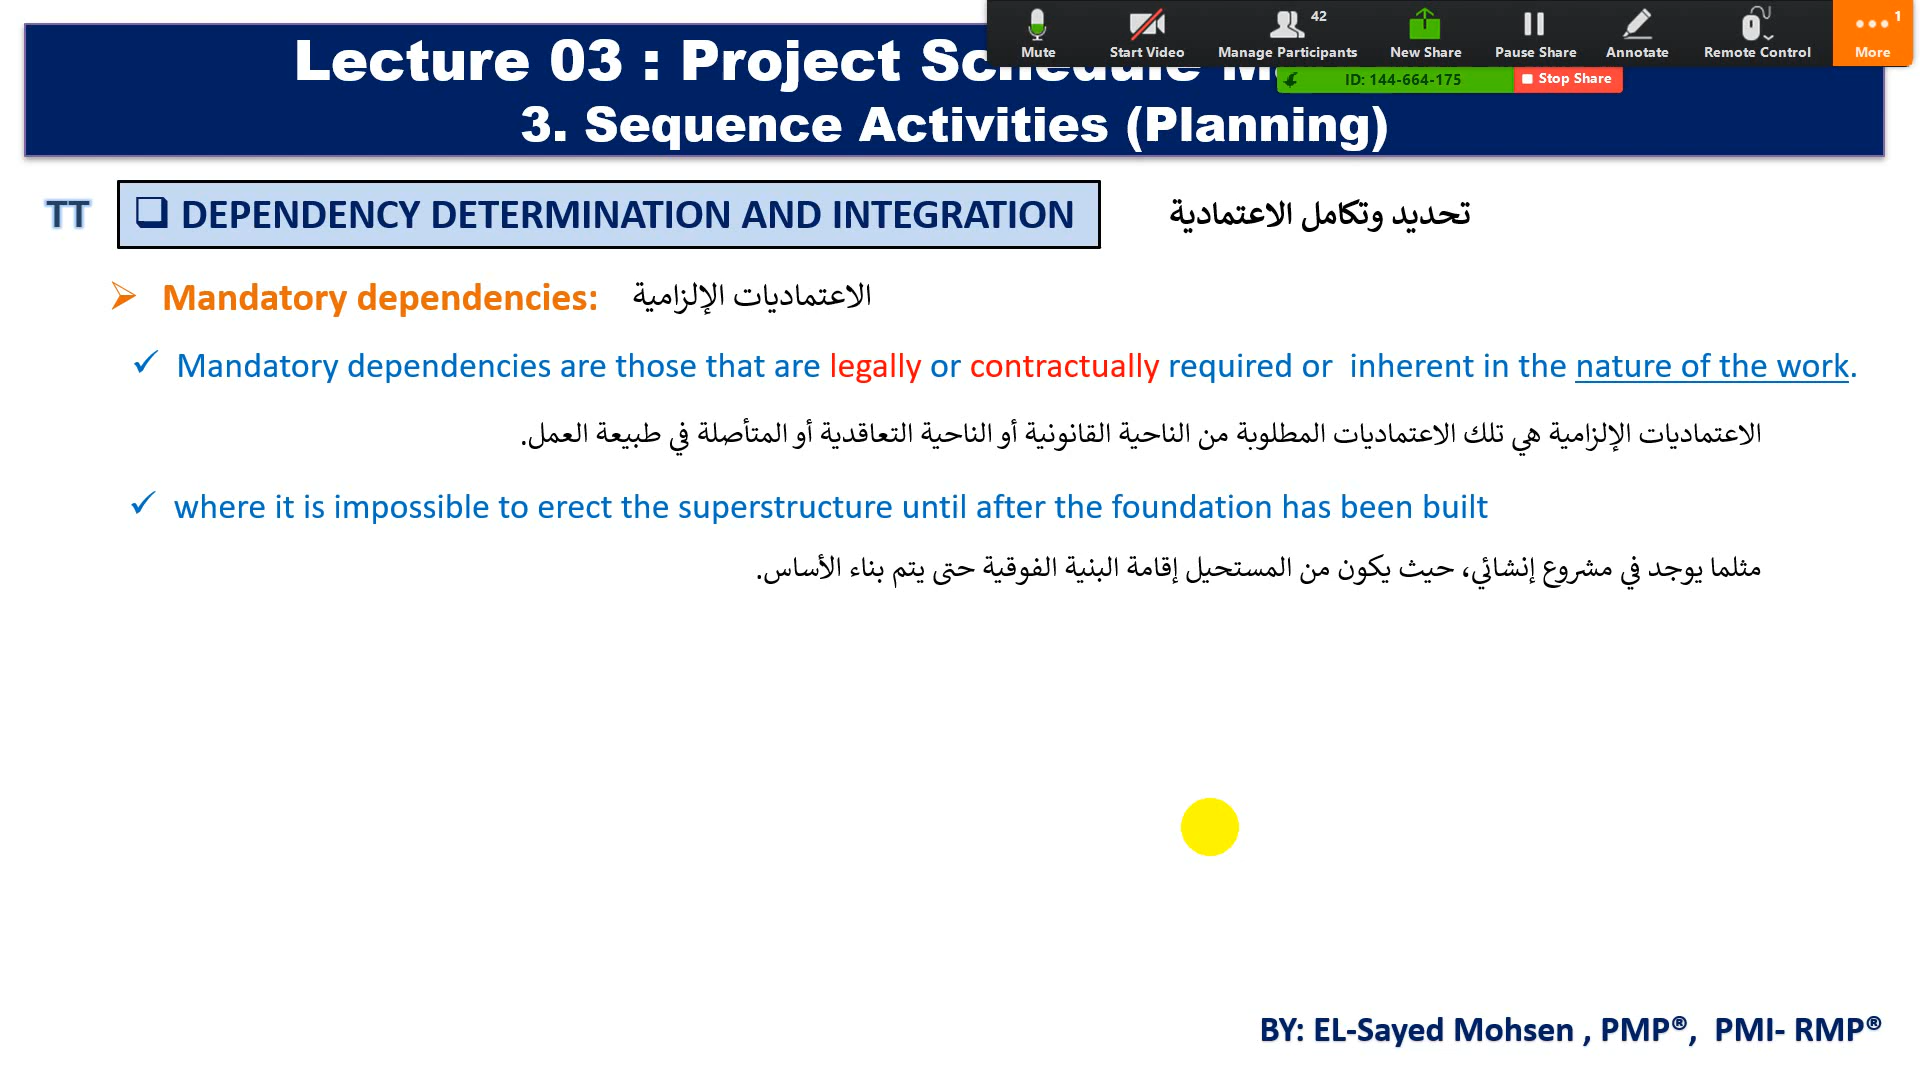 Mute
Start Video
42
Manage Participants
New Share
Pause Share
Annotate
Remote Control
1
More
ID: 144-664-175
Stop Share
Lecture 03 : Project Schedule
3. Sequence Activities (Planning)
TT
DEPENDENCY DETERMINATION AND INTEGRATION تحديد وتكامل الاعتمادية
Mandatory dependencies: الاعتماديات الإلزامية
Mandatory dependencies are those that are legally or contractually required or inherent in the nature of the work.
الاعتماديات الإلزامية هي تلك الاعتماديات المطلوبة من الناحية القانونية أو الناحية التعاقدية أو المتأصلة في طبيعة العمل.
where it is impossible to erect the superstructure until after the foundation has been built
مثلما يوجد في مشروع إنشائي، حيث يكون من المستحيل إقامة البنية الفوقية حتى يتم بناء الأساس.
BY: EL-Sayed Mohsen , PMP®, PMI- RMP®